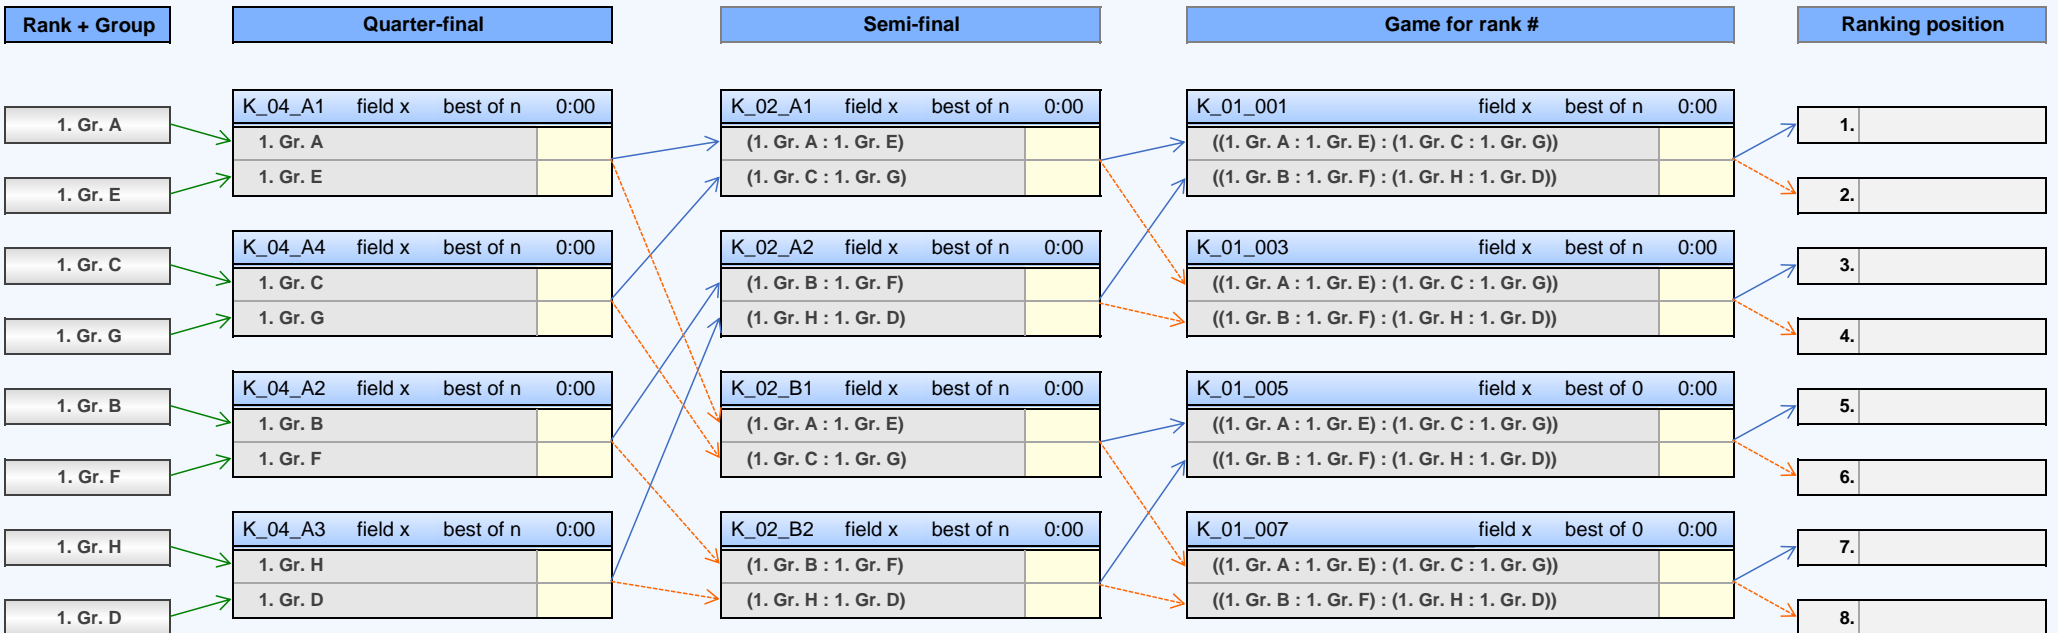 Rank + Group Quarter-final Semi-final Game for rank # Ranking position
K_04_A1 field x best of n 0:00 K_02_A1 field x best of n 0:00 K_01_001 field x best of n 0:00
1. Gr. A 1. Gr. A (1. Gr. A : 1. Gr. E) ((1. Gr. A : 1. Gr. E) : (1. Gr. C : 1. Gr. G)) 1.
1. Gr. E 1. Gr. E (1. Gr. C : 1. Gr. G) ((1. Gr. B : 1. Gr. F) : (1. Gr. H : 1. Gr. D)) 2.
K_04_A4 field x best of n 0:00 K_02_A2 field x best of n 0:00 K_01_003 field x best of n 0:00
1. Gr. C 1. Gr. C (1. Gr. B : 1. Gr. F) ((1. Gr. A : 1. Gr. E) : (1. Gr. C : 1. Gr. G)) 3.
1. Gr. G 1. Gr. G (1. Gr. H : 1. Gr. D) ((1. Gr. B : 1. Gr. F) : (1. Gr. H : 1. Gr. D)) 4.
K_04_A2 field x best of n 0:00 K_02_B1 field x best of n 0:00 K_01_005 field x best of 0 0:00
1. Gr. B 1. Gr. B (1. Gr. A : 1. Gr. E) ((1. Gr. A : 1. Gr. E) : (1. Gr. C : 1. Gr. G)) 5.
1. Gr. F 1. Gr. F (1. Gr. C : 1. Gr. G) ((1. Gr. B : 1. Gr. F) : (1. Gr. H : 1. Gr. D)) 6.
K_04_A3 field x best of n 0:00 K_02_B2 field x best of n 0:00 K_01_007 field x best of 0 0:00
1. Gr. H 1. Gr. H (1. Gr. B : 1. Gr. F) ((1. Gr. A : 1. Gr. E) : (1. Gr. C : 1. Gr. G)) 7.
1. Gr. D 1. Gr. D (1. Gr. H : 1. Gr. D) ((1. Gr. B : 1. Gr. F) : (1. Gr. H : 1. Gr. D)) 8.